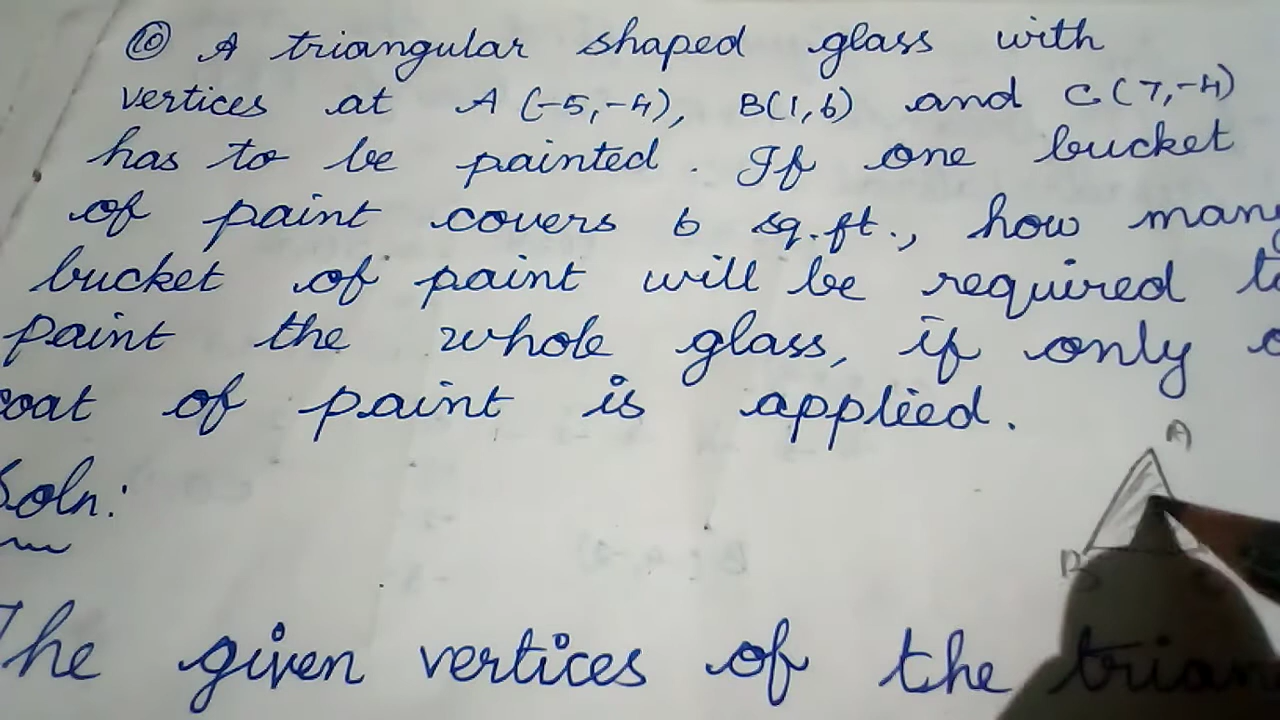 ⑩ A triangular shaped glass with
vertices at A (-5,-4), B(1,6) and C(7,-4)
has to be painted. If one bucket
of paint covers 6 sq.ft., how many
bucket of paint will be required to
paint the whole glass, if only
coat of paint is applied.
A
Soln:
B
The given vertices of the